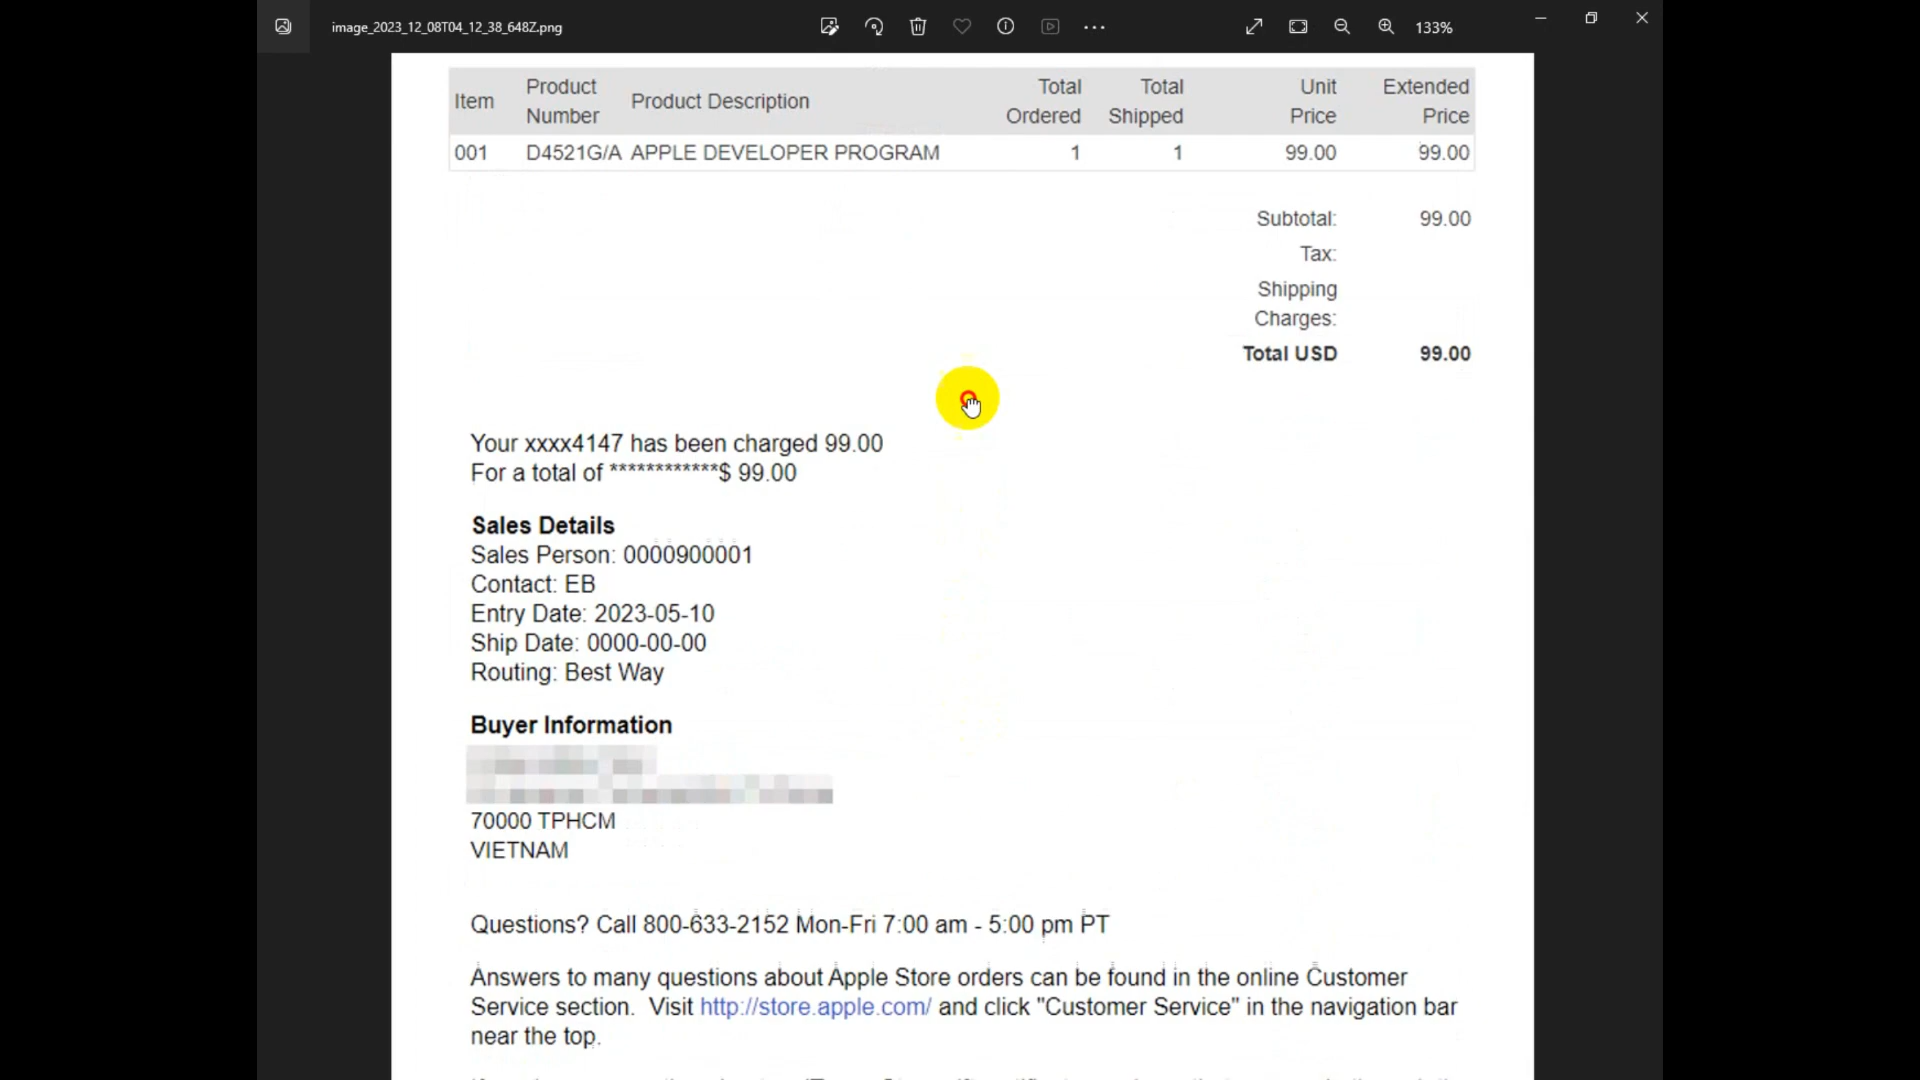 image_2023_12_08T04_12_38_648Z.png
133%
Item Product Number Product Description Total Ordered Total Shipped Unit Price Extended Price
001 D4521G/A APPLE DEVELOPER PROGRAM 1 1 99.00 99.00
Subtotal: 99.00
Tax:
Shipping
Charges:
Total USD 99.00
Your xxxx4147 has been charged 99.00
For a total of ************$ 99.00
Sales Details
Sales Person: 0000900001
Contact: EB
Entry Date: 2023-05-10
Ship Date: 0000-00-00
Routing: Best Way
Buyer Information
70000 TPHCM
VIETNAM
Questions? Call 800-633-2152 Mon-Fri 7:00 am - 5:00 pm PT
Answers to many questions about Apple Store orders can be found in the online Customer
Service section. Visit http://store.apple.com/ and click "Customer Service" in the navigation bar
near the top.